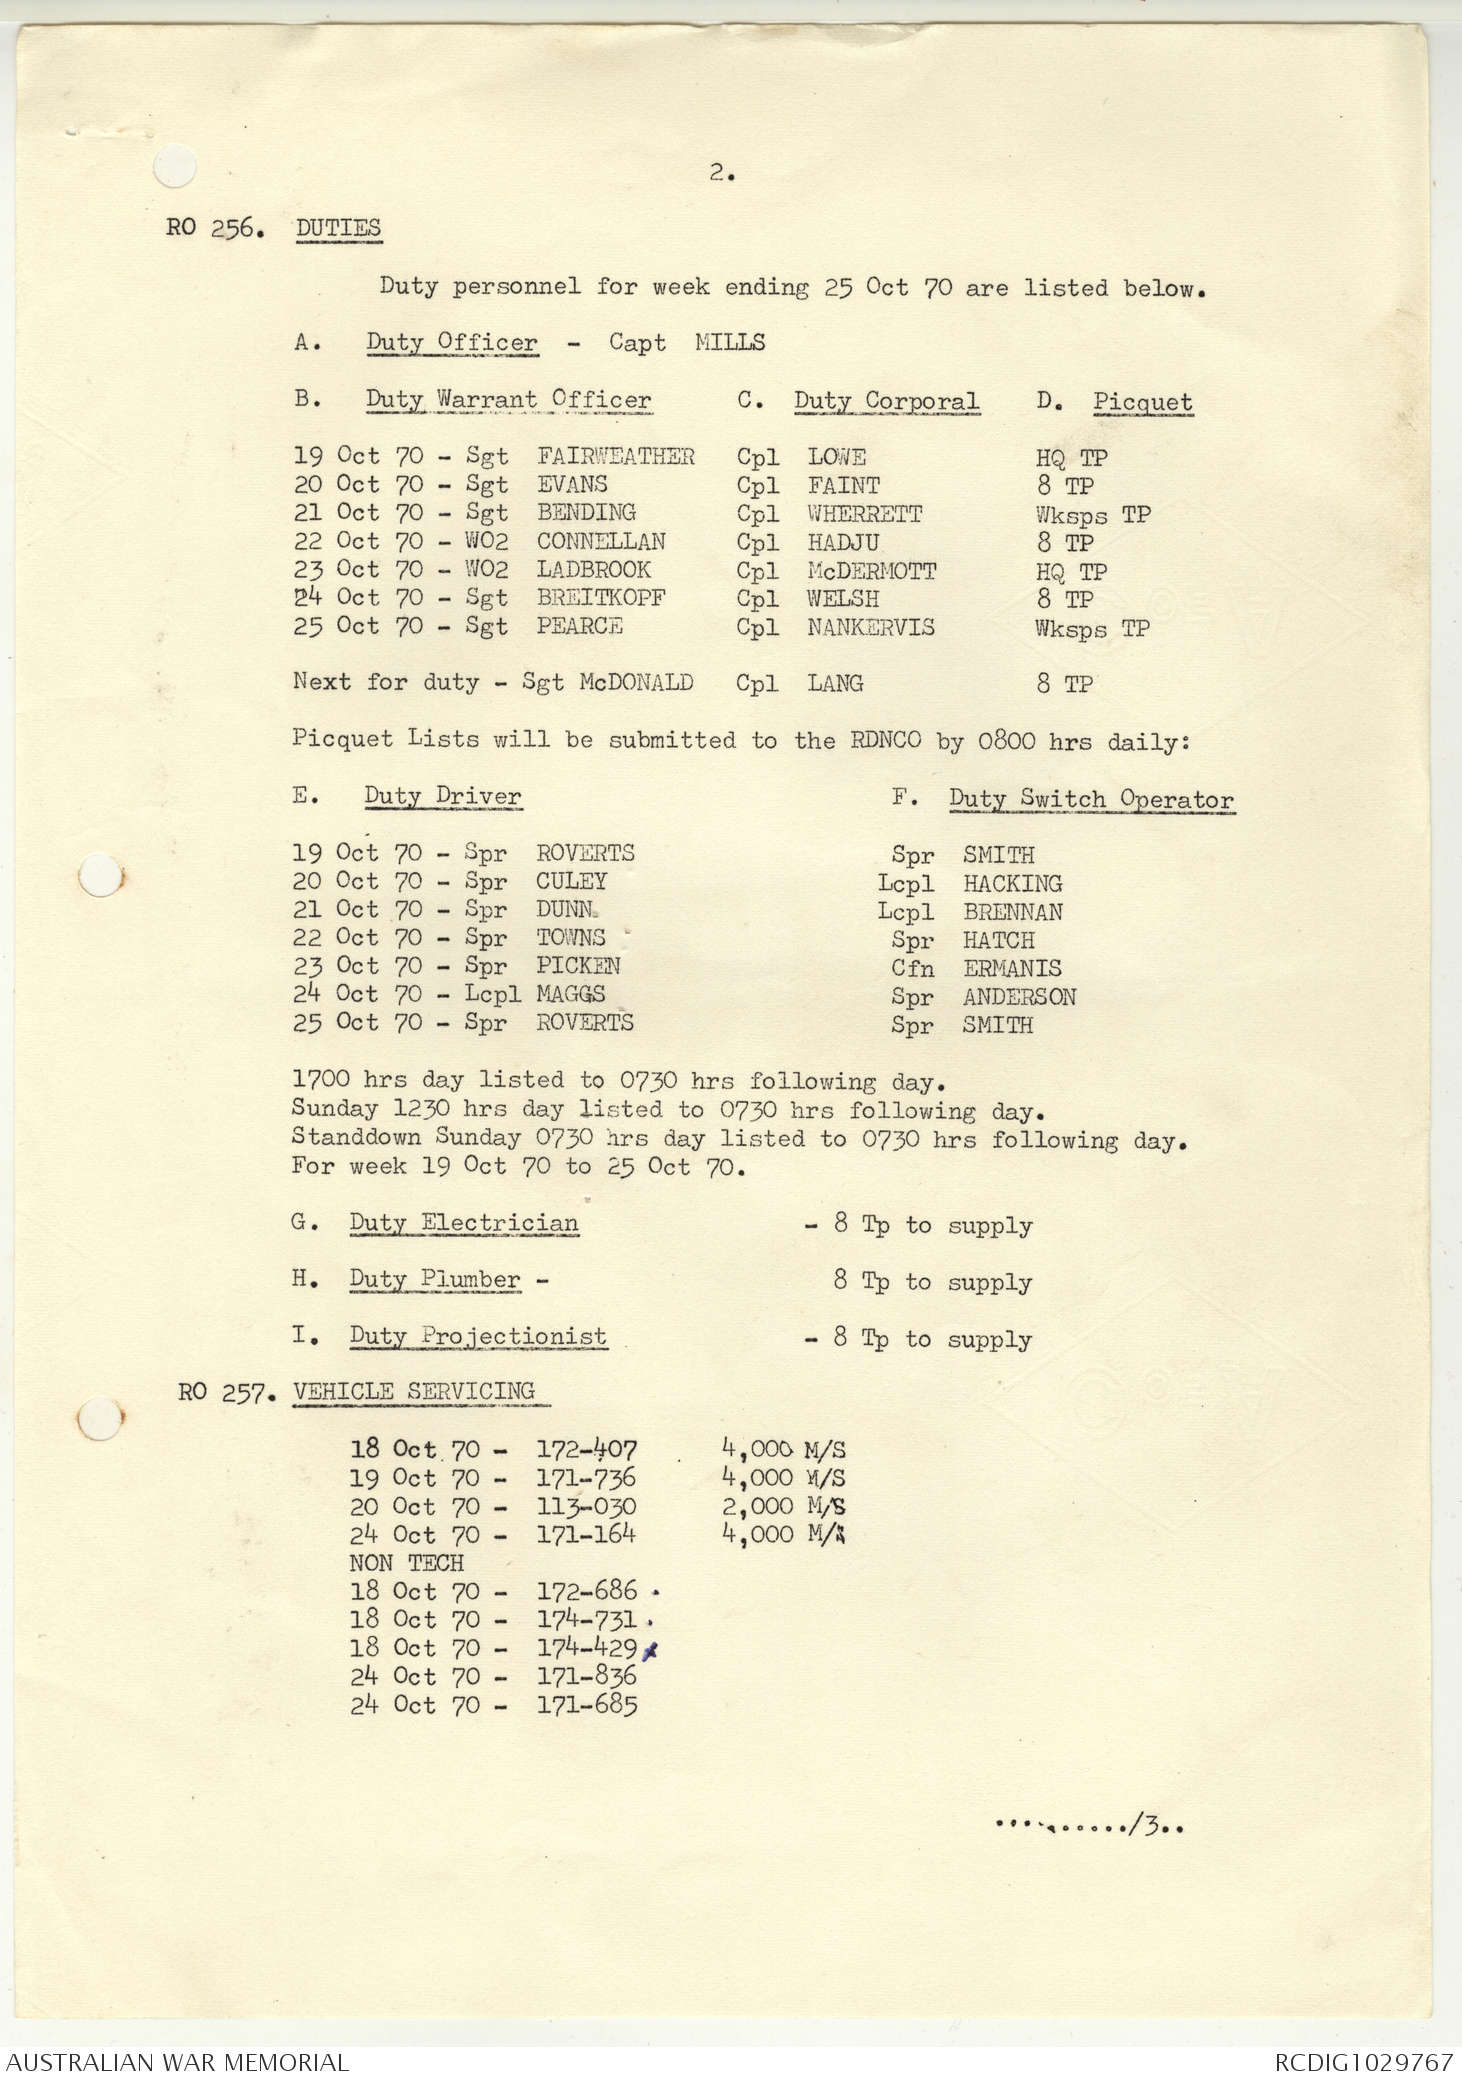 2.
RO 256. DUTIES
Duty personnel for week ending 25 Oct 70 are listed below.
A. Duty Officer - Capt MILLS
B. Duty Warrant Officer C. Duty Corporal D. Picquet
19 Oct 70 - Sgt FAIRWEATHER Cpl LOWE HQ TP
20 Oct 70 - Sgt EVANS Cpl FAINT 8 TP
21 Oct 70 - Sgt BENDING Cpl WHERRETT Wksps TP
22 Oct 70 - WO2 CONNELLAN Cpl HADJU 8 TP
23 Oct 70 - WO2 LADBROOK Cpl McDERMOTT HQ TP
24 Oct 70 - Sgt BREITKOPF Cpl WELSH 8 TP
25 Oct 70 - Sgt PEARCE Cpl NANKERVIS Wksps TP
Next for duty - Sgt McDONALD Cpl LANG 8 TP
Picquet Lists will be submitted to the RDNCO by 0800 hrs daily:
E. Duty Driver F. Duty Switch Operator
19 Oct 70 - Spr ROVERTS Spr SMITH
20 Oct 70 - Spr CULEY Lcpl HACKING
21 Oct 70 - Spr DUNN. Lcpl BRENNAN
22 Oct 70 - Spr TOWNS Spr HATCH
23 Oct 70 - Spr PICKEN Cfn ERMANIS
24 Oct 70 - Lcpl MAGGS Spr ANDERSON
25 Oct 70 - Spr ROVERTS Spr SMITH
1700 hrs day listed to 0730 hrs following day.
Sunday 1230 hrs day listed to 0730 hrs following day.
Standdown Sunday 0730 hrs day listed to 0730 hrs following day.
For week 19 Oct 70 to 25 Oct 70.
G. Duty Electrician - 8 Tp to supply
H. Duty Plumber - 8 Tp to supply
I. Duty Projectionist - 8 Tp to supply
RO 257. VEHICLE SERVICING
18 Oct 70 - 172-407 4,000 M/S
19 Oct 70 - 171-736 4,000 M/S
20 Oct 70 - 113-030 2,000 M/S
24 Oct 70 - 171-164 4,000 M/A
NON TECH
18 Oct 70 - 172-686
18 Oct 70 - 174-731
18 Oct 70 - 174-429
24 Oct 70 - 171-836
24 Oct 70 - 171-685
........../3..
AUSTRALIAN WAR MEMORIAL RCDIG1029767